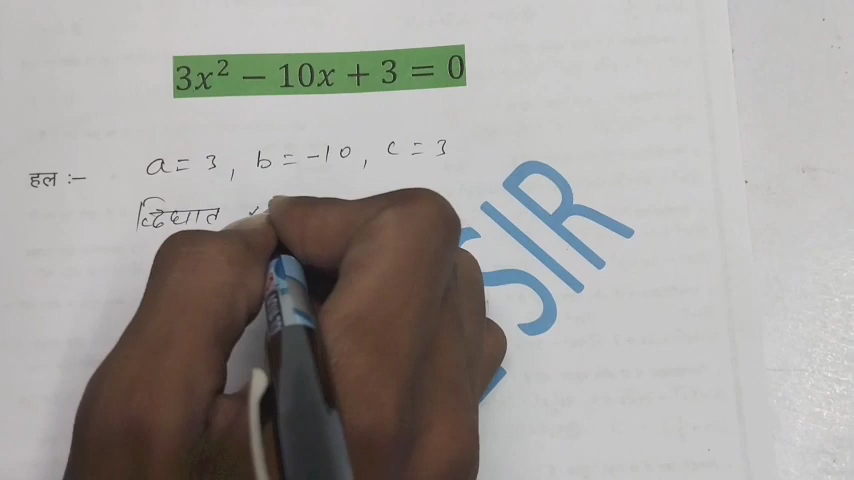 3x² − 10x + 3 = 0
हल :− a = 3, b = −10, c = 3
द्विघात
SIR